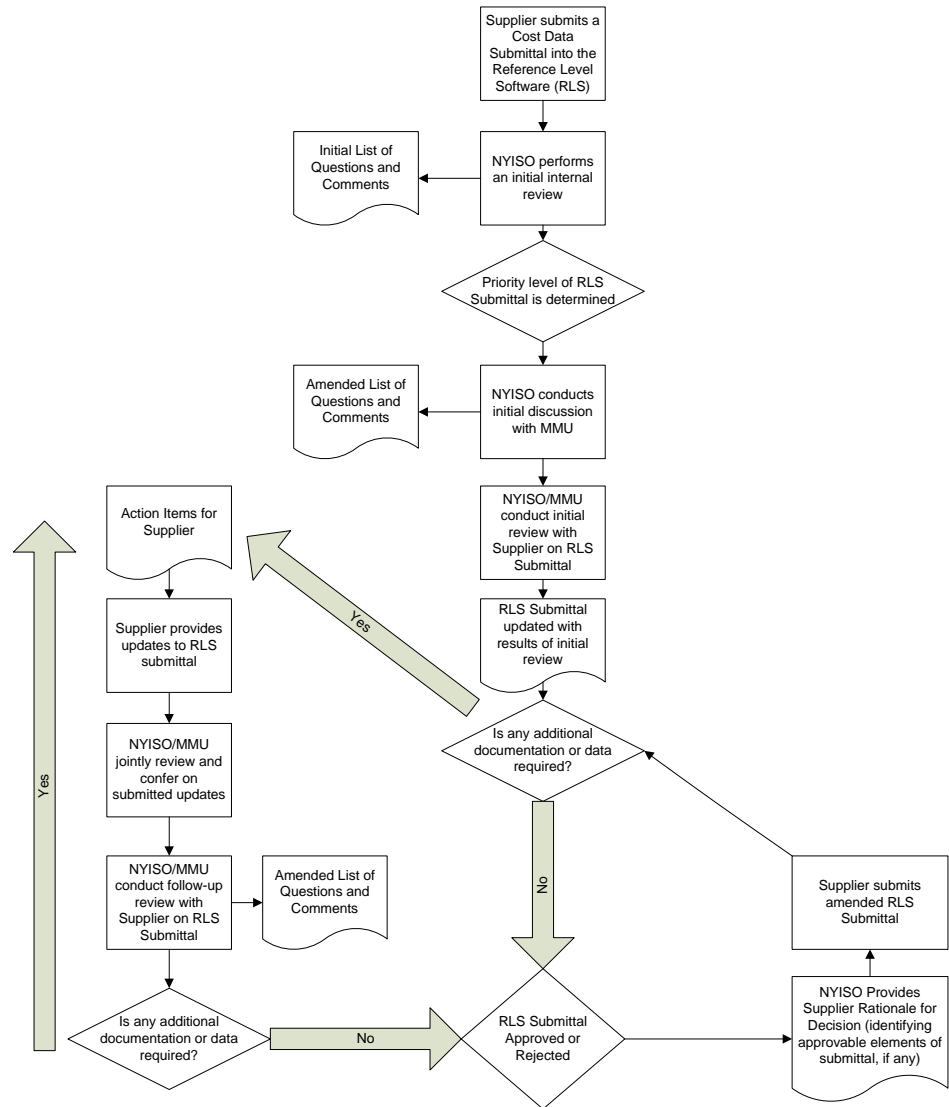 Supplier submits a
Cost Data
Submittal into the
Reference Level
Software (RLS)
Initial List of
Questions and
Comments
NYISO performs
an initial internal
review
Priority level of RLS
Submittal is determined
Amended List of
Questions and
Comments
NYISO conducts
initial discussion
with MMU
NYISO/MMU
conduct initial
review with
Supplier on RLS
Submittal
Action Items for
Supplier
RLS Submittal
updated with
results of initial
review
Yes
Supplier provides
updates to RLS
submittal
Is any additional
documentation or data
required?
NYISO/MMU
jointly review and
confer on
submitted updates
Yes
No
NYISO/MMU
conduct follow-up
review with
Supplier on RLS
Submittal
Amended List of
Questions and
Comments
Supplier submits
amended RLS
Submittal
Is any additional
documentation or data
required?
No
RLS Submittal
Approved or
Rejected
NYISO Provides
Supplier Rationale for
Decision (identifying
approvable elements of
submittal, if any)